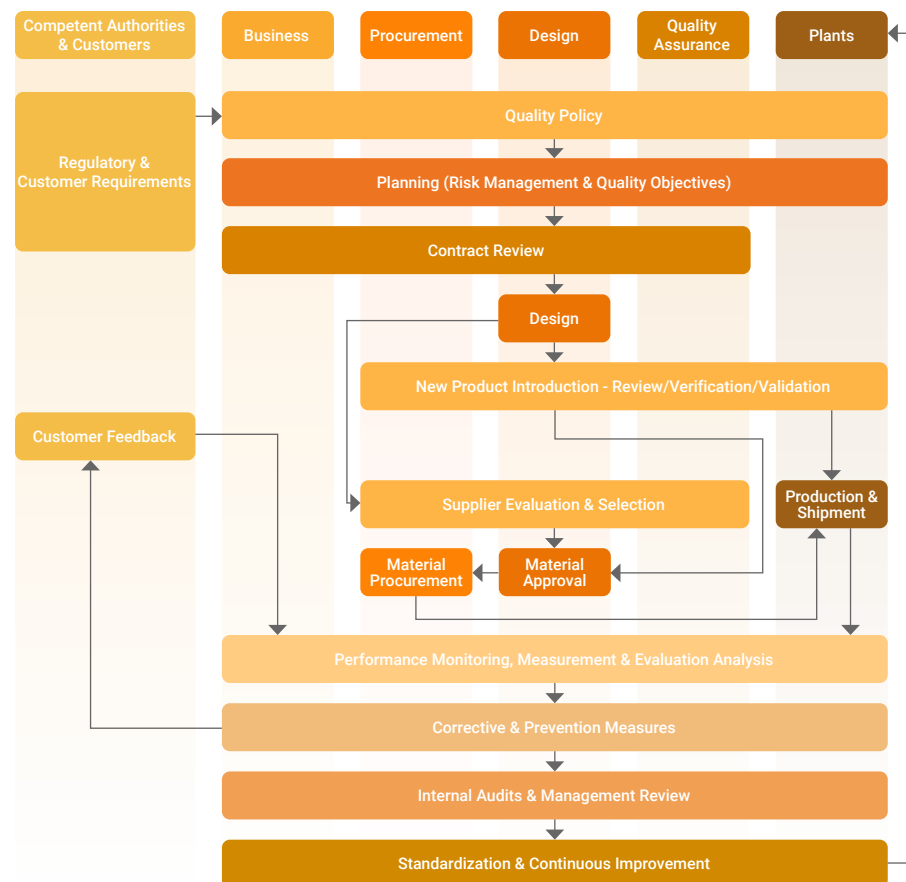 Competent Authorities
& Customers
Business
Procurement
Design
Quality
Assurance
Plants
Regulatory &
Customer Requirements
Quality Policy
Planning (Risk Management & Quality Objectives)
Contract Review
Design
New Product Introduction - Review/Verification/Validation
Customer Feedback
Supplier Evaluation & Selection
Production &
Shipment
Material
Procurement
Material
Approval
Performance Monitoring, Measurement & Evaluation Analysis
Corrective & Prevention Measures
Internal Audits & Management Review
Standardization & Continuous Improvement